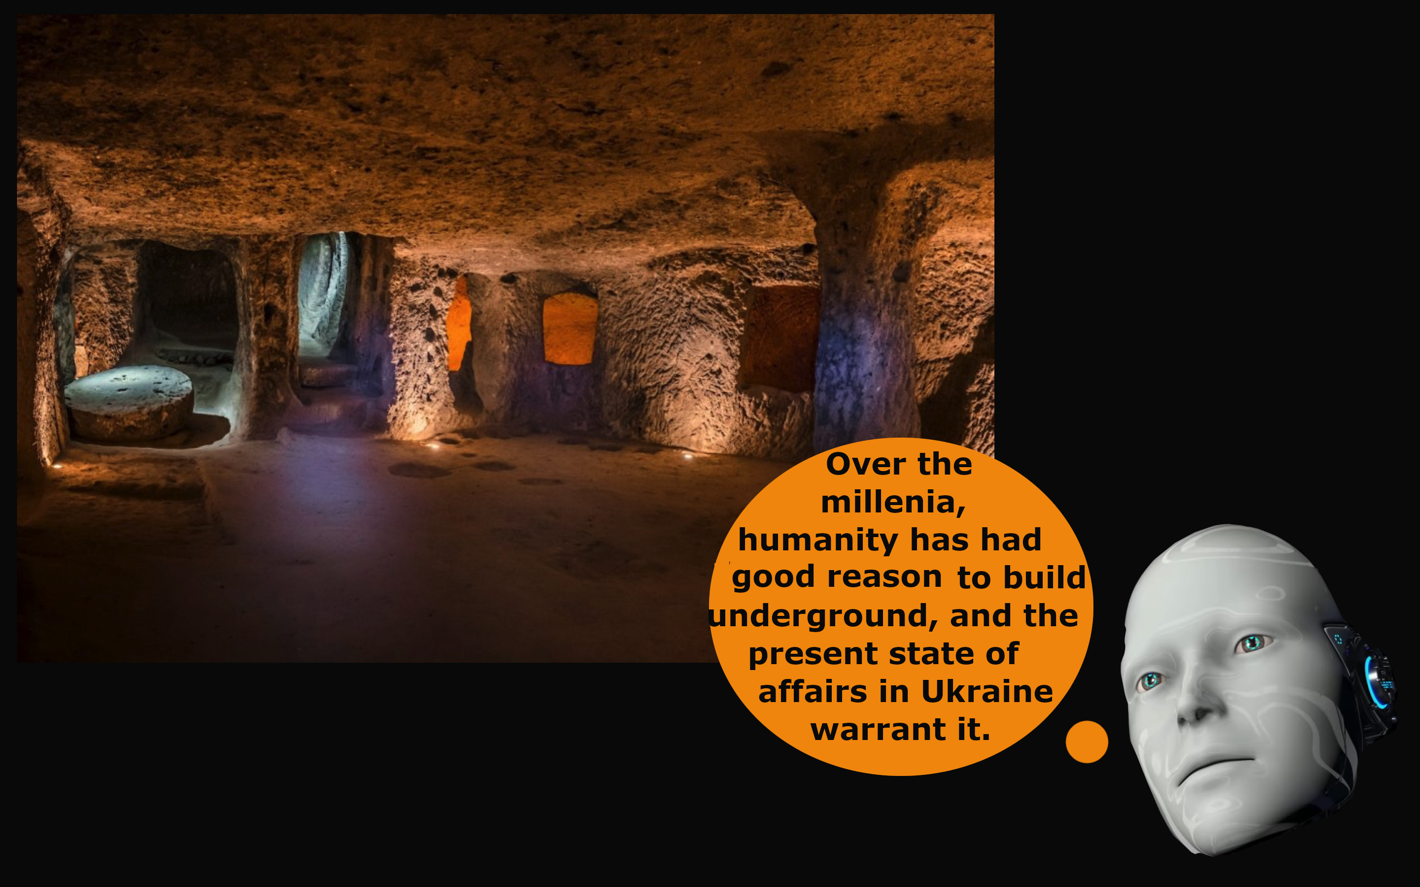 Over the
millenia,
humanity has had
good reason to build
underground, and the
present state of
affairs in Ukraine
warrant it.